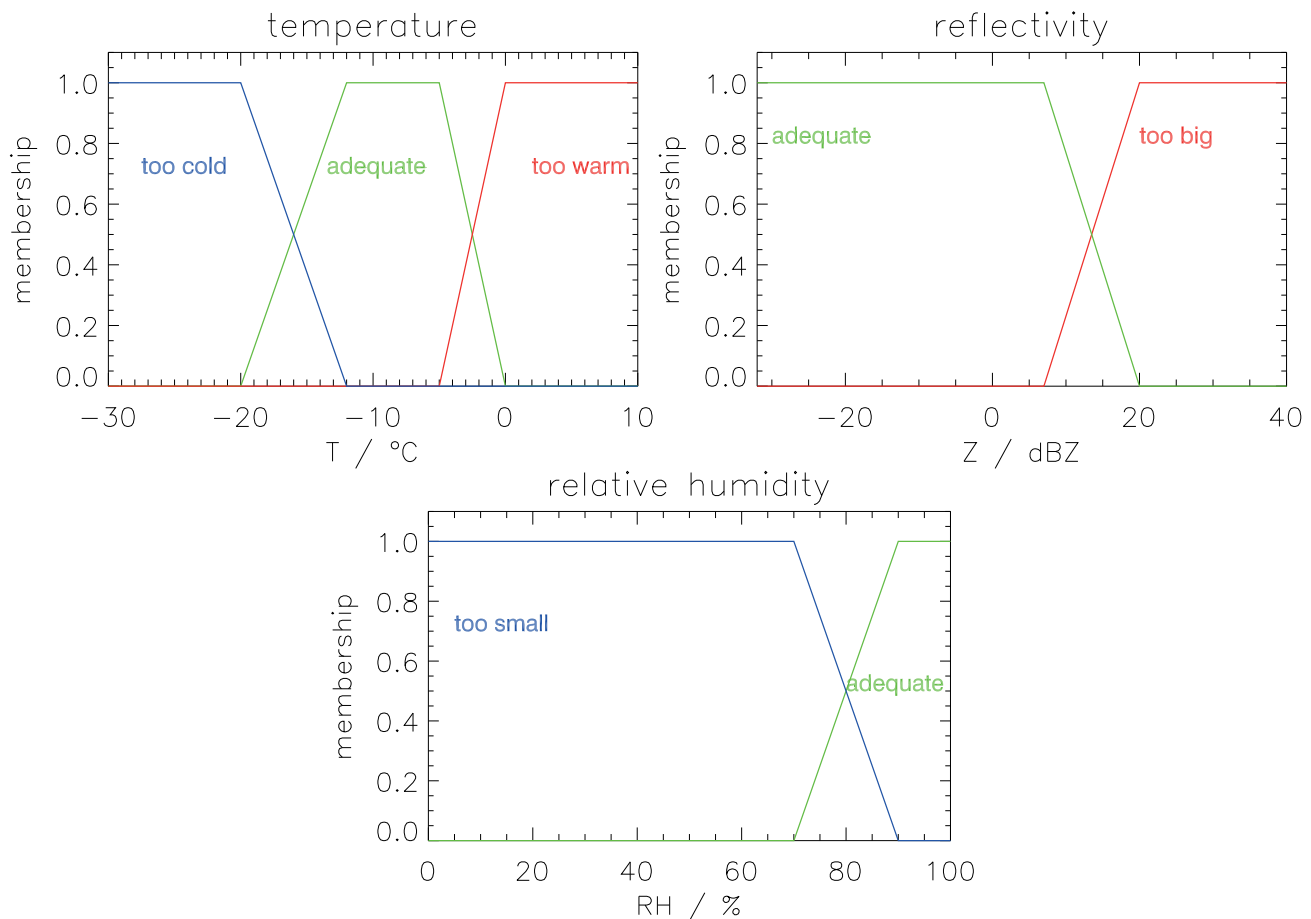 temperature
membership
1.0
0.8
0.6
0.4
0.2
0.0
too cold
adequate
too warm
−30
−20
−10
0
10
T / °C
reflectivity
membership
1.0
0.8
0.6
0.4
0.2
0.0
adequate
too big
−20
0
20
40
Z / dBZ
relative humidity
membership
1.0
0.8
0.6
0.4
0.2
0.0
too small
adequate
0
20
40
60
80
100
RH / %